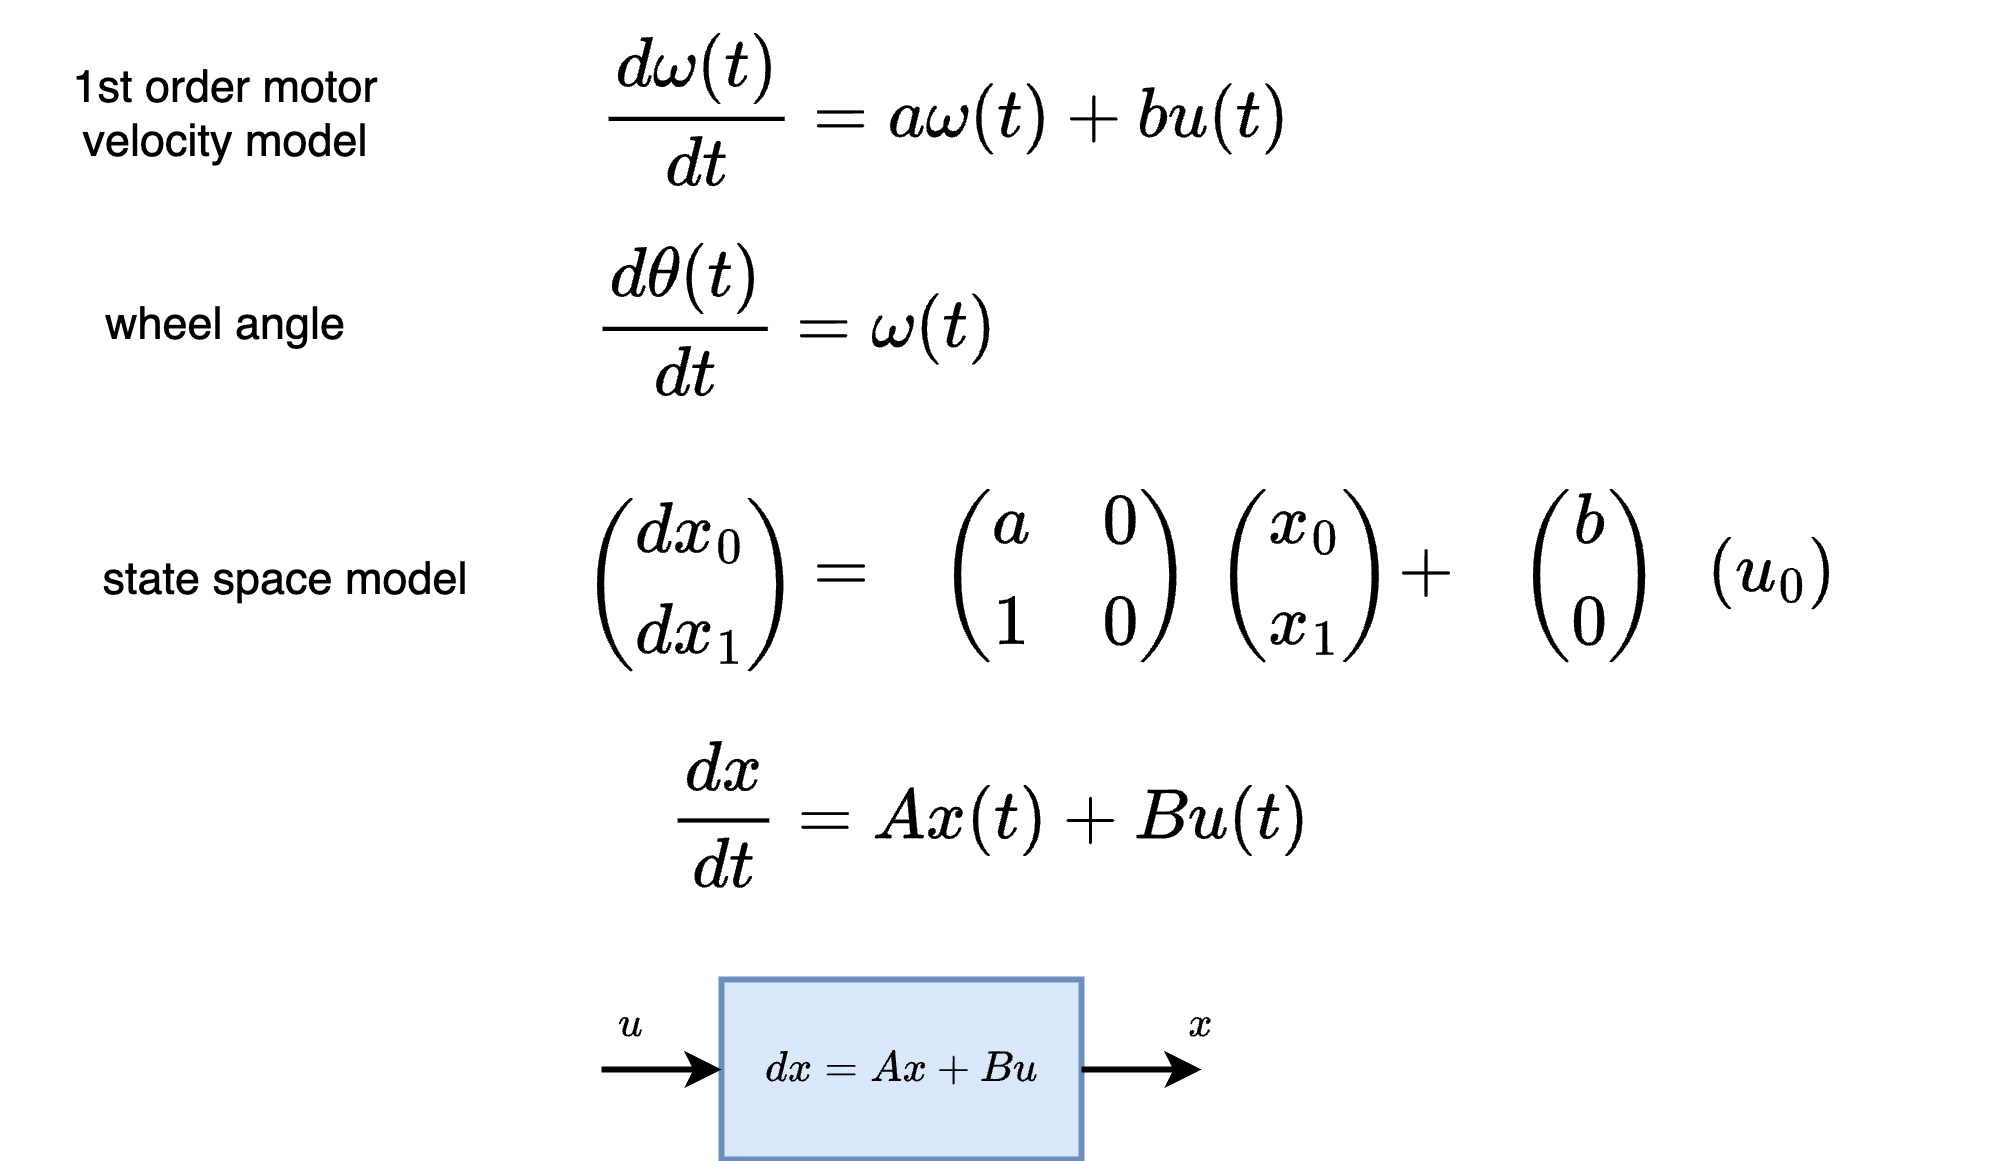 1st order motor
velocity model
dω(t)/dt = aω(t) + bu(t)
wheel angle
dθ(t)/dt = ω(t)
state space model
(dx₀ dx₁) = (a 0 1 0) (x₀ x₁) + (b 0) (u₀)
dx/dt = Ax(t) + Bu(t)
u
x
dx = Ax + Bu